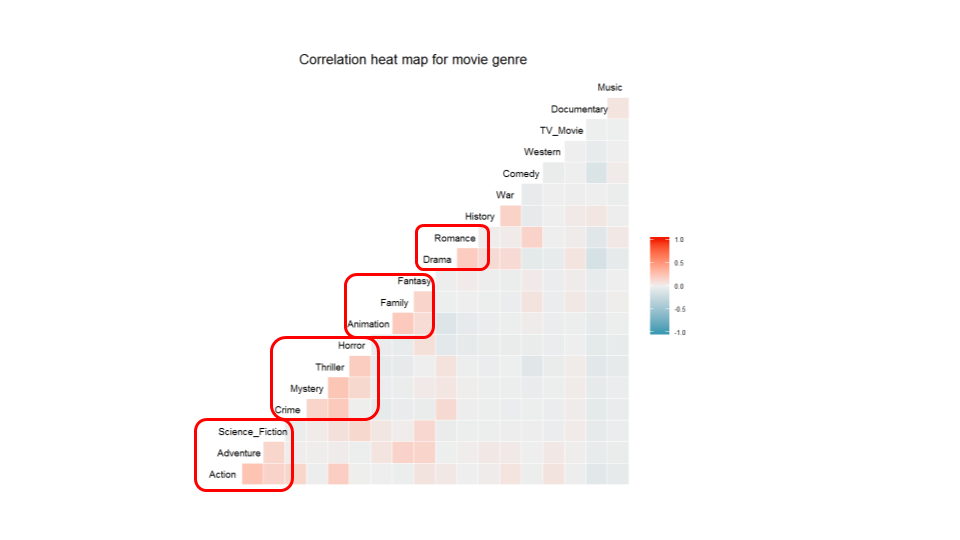 Correlation heat map for movie genre
Music
Documentary
TV_Movie
Western
Comedy
War
History
Romance
Drama
Fantasy
Family
Animation
Horror
Thriller
Mystery
Crime
Science_Fiction
Adventure
Action
1.0
0.5
0.0
-0.5
-1.0